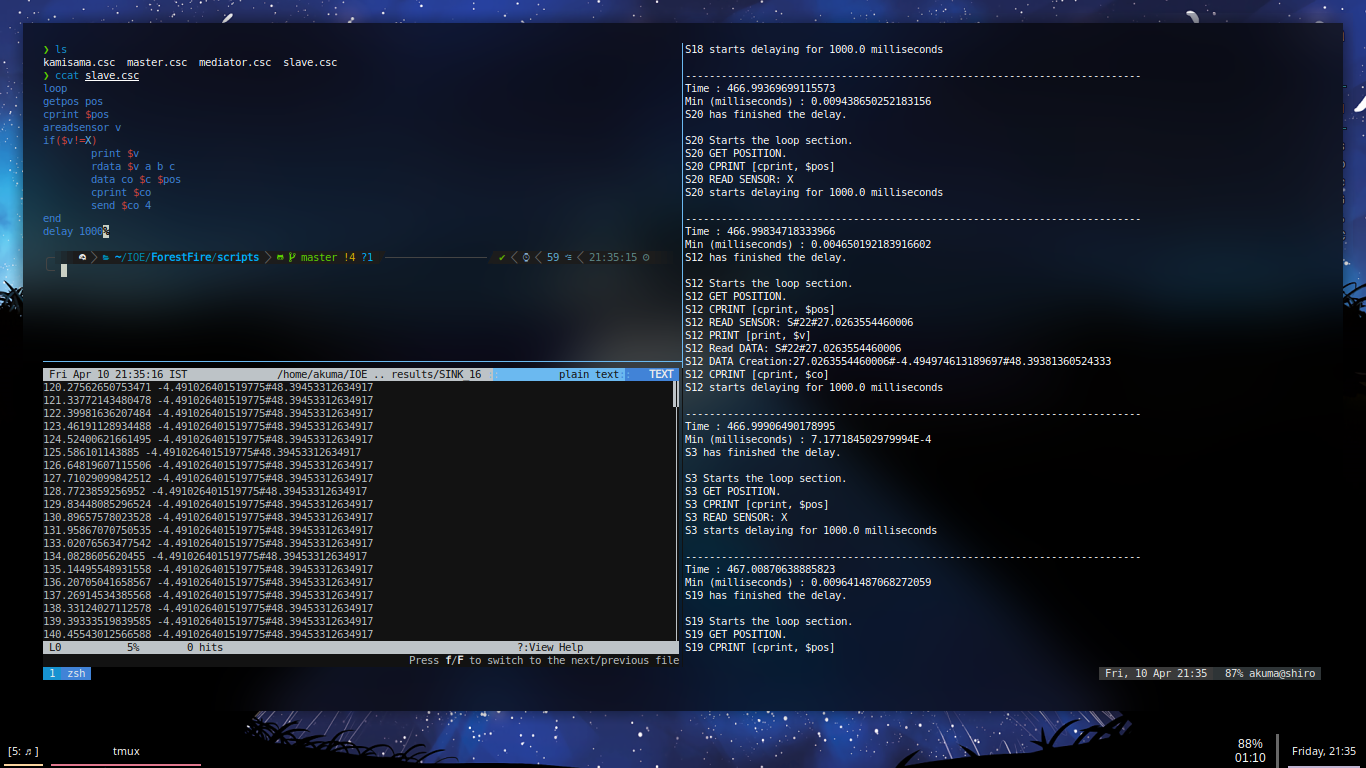 ❯ ls
kamisama.csc  master.csc  mediator.csc  slave.csc
❯ ccat slave.csc
loop
getpos pos
cprint $pos
areadsensor v
if($v!=X)
        print $v
        rdata $v a b c
        data co $c $pos
        cprint $co
        send $co 4
end
delay 1000%
~/IOE/ForestFire/scripts  master !4 ?1  ✔  59  21:35:15
Fri Apr 10 21:35:16 IST  /home/akuma/IOE .. results/SINK_16  plain text  TEXT
120.27562650753471 -4.491026401519775#48.39453312634917
121.33772143480478 -4.491026401519775#48.39453312634917
122.39981636207484 -4.491026401519775#48.39453312634917
123.46191128934488 -4.491026401519775#48.39453312634917
124.52400621661495 -4.491026401519775#48.39453312634917
125.586101143885 -4.491026401519775#48.39453312634917
126.64819607115506 -4.491026401519775#48.39453312634917
127.71029099842512 -4.491026401519775#48.39453312634917
128.7723859256952 -4.491026401519775#48.39453312634917
129.83448085296524 -4.491026401519775#48.39453312634917
130.89657578023528 -4.491026401519775#48.39453312634917
131.95867070750535 -4.491026401519775#48.39453312634917
133.02076563477542 -4.491026401519775#48.39453312634917
134.0828605620455 -4.491026401519775#48.39453312634917
135.14495548931558 -4.491026401519775#48.39453312634917
136.20705041658567 -4.491026401519775#48.39453312634917
137.26914534385568 -4.491026401519775#48.39453312634917
138.33124027112578 -4.491026401519775#48.39453312634917
139.39333519839585 -4.491026401519775#48.39453312634917
140.45543012566588 -4.491026401519775#48.39453312634917
L0  5%  0 hits  ?:View Help
Press f/F to switch to the next/previous file
S18 starts delaying for 1000.0 milliseconds
----------------------------------------------------------------------------
Time : 466.99369699115573
Min (milliseconds) : 0.009438650252183156
S20 has finished the delay.
S20 Starts the loop section.
S20 GET POSITION.
S20 CPRINT [cprint, $pos]
S20 READ SENSOR: X
S20 starts delaying for 1000.0 milliseconds
----------------------------------------------------------------------------
Time : 466.99834718333966
Min (milliseconds) : 0.004650192183916602
S12 has finished the delay.
S12 Starts the loop section.
S12 GET POSITION.
S12 CPRINT [cprint, $pos]
S12 READ SENSOR: S#22#27.0263554460006
S12 PRINT [print, $v]
S12 Read DATA: S#22#27.0263554460006
S12 DATA Creation:27.0263554460006#-4.494974613189697#48.39381360524333
S12 CPRINT [cprint, $co]
S12 starts delaying for 1000.0 milliseconds
----------------------------------------------------------------------------
Time : 466.99906490178995
Min (milliseconds) : 7.177184502979994E-4
S3 has finished the delay.
S3 Starts the loop section.
S3 GET POSITION.
S3 CPRINT [cprint, $pos]
S3 READ SENSOR: X
S3 starts delaying for 1000.0 milliseconds
----------------------------------------------------------------------------
Time : 467.00870638885823
Min (milliseconds) : 0.009641487068272059
S19 has finished the delay.
S19 Starts the loop section.
S19 GET POSITION.
S19 CPRINT [cprint, $pos]
1 zsh
Fri, 10 Apr 21:35  87% akuma@shiro
[5: ♬]  tmux
88%
01:10
Friday, 21:35